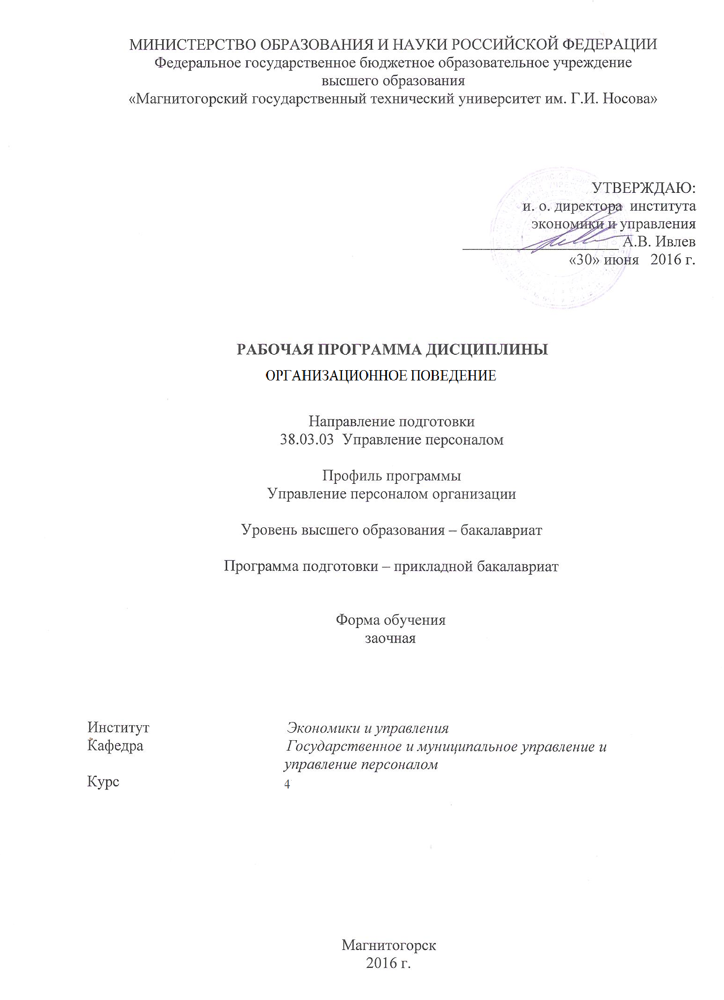 МИНИСТЕРСТВО ОБРАЗОВАНИЯ И НАУКИ РОССИЙСКОЙ ФЕДЕРАЦИИ
Федеральное государственное бюджетное образовательное учреждение
высшего образования
«Магнитогорский государственный технический университет им. Г.И. Носова»
УТВЕРЖДАЮ:
и. о. директора института
экономики и управления
А.В. Ивлев
«30» июня 2016 г.
РАБОЧАЯ ПРОГРАММА ДИСЦИПЛИНЫ
ОРГАНИЗАЦИОННОЕ ПОВЕДЕНИЕ
Направление подготовки
38.03.03 Управление персоналом
Профиль программы
Управление персоналом организации
Уровень высшего образования – бакалавриат
Программа подготовки – прикладной бакалавриат
Форма обучения
заочная
Институт Экономики и управления
Кафедра Государственное и муниципальное управление и
управление персоналом
Курс 4
Магнитогорск
2016 г.